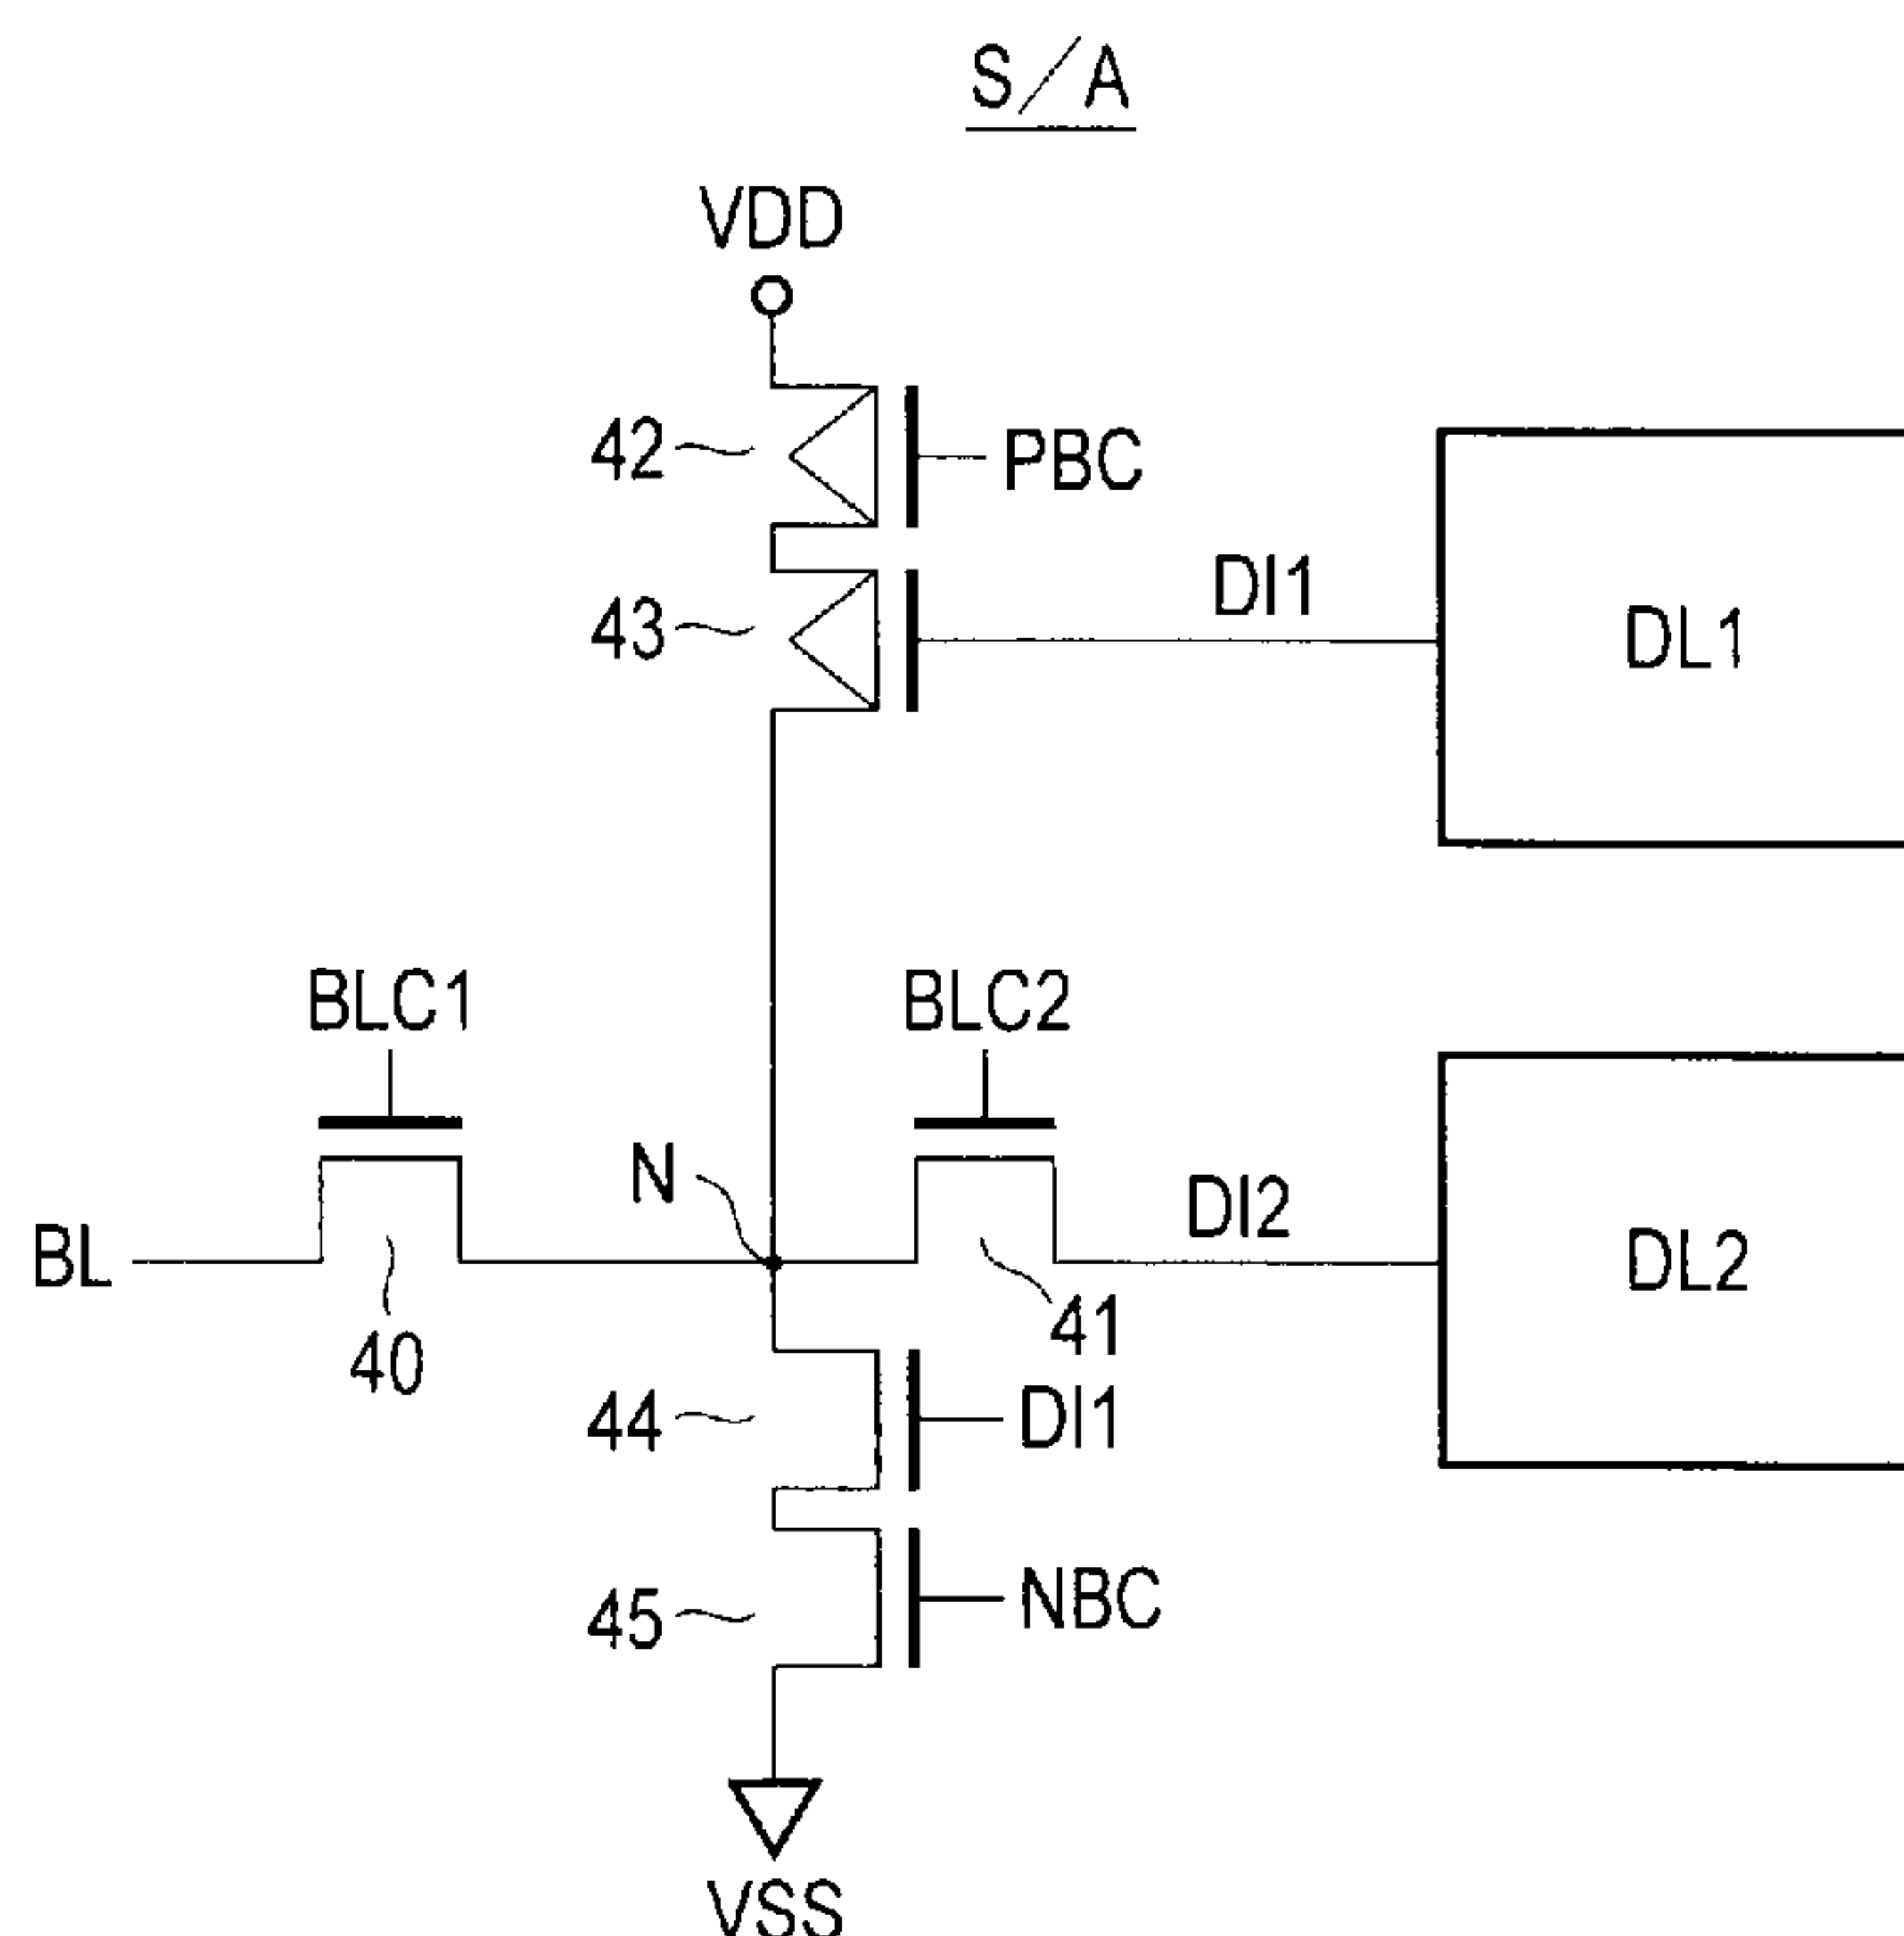 S/A
VDD
42
PBC
43
DI1
DL1
BLC1
BLC2
N
DI2
BL
DL2
40
41
44
DI1
45
NBC
VSS